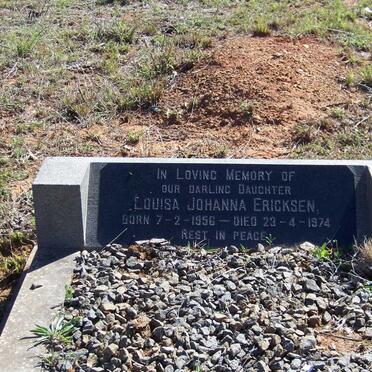 In Loving Memory of
our Darling Daughter
Louisa Johanna Ericksen,
Born 7-2-1956 – Died 23-4-1974
Rest in Peace